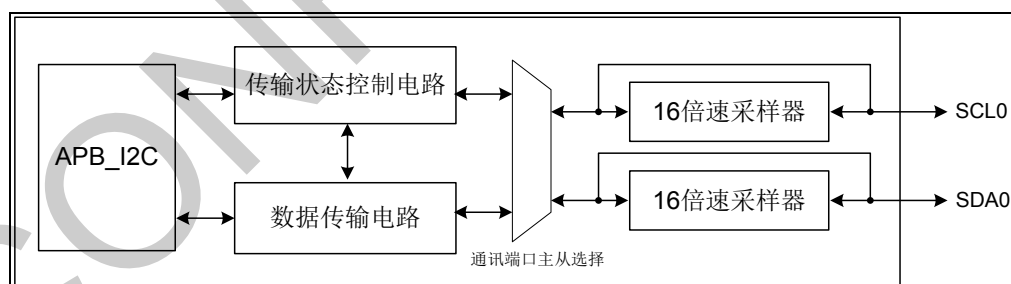 传输状态控制电路
16倍速采样器
SCL0
APB_I2C
数据传输电路
16倍速采样器
SDA0
通讯端口主从选择